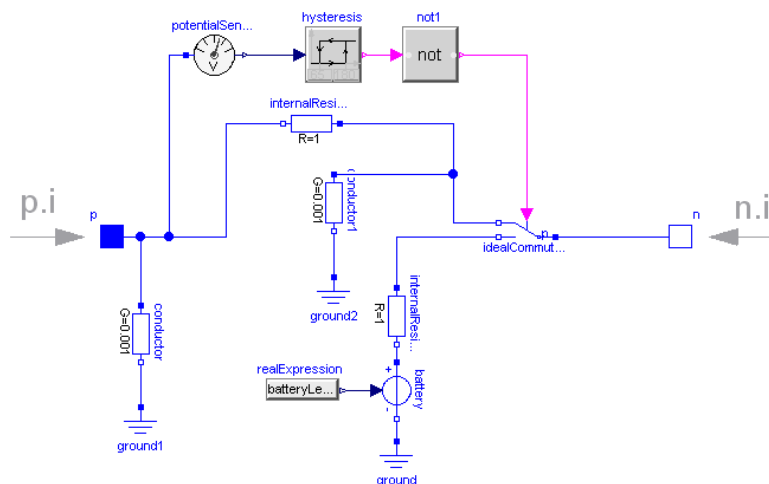 hysteresis
not1
potentialSen...
V
not
internalResi...
R=1
p.i
p
conductor1
G=0.001
n
n.i
n
idealCommut...
internalResi...
R=1
conductor
G=0.001
ground2
realExpression
+
battery
batteryLe...
-
ground1
ground